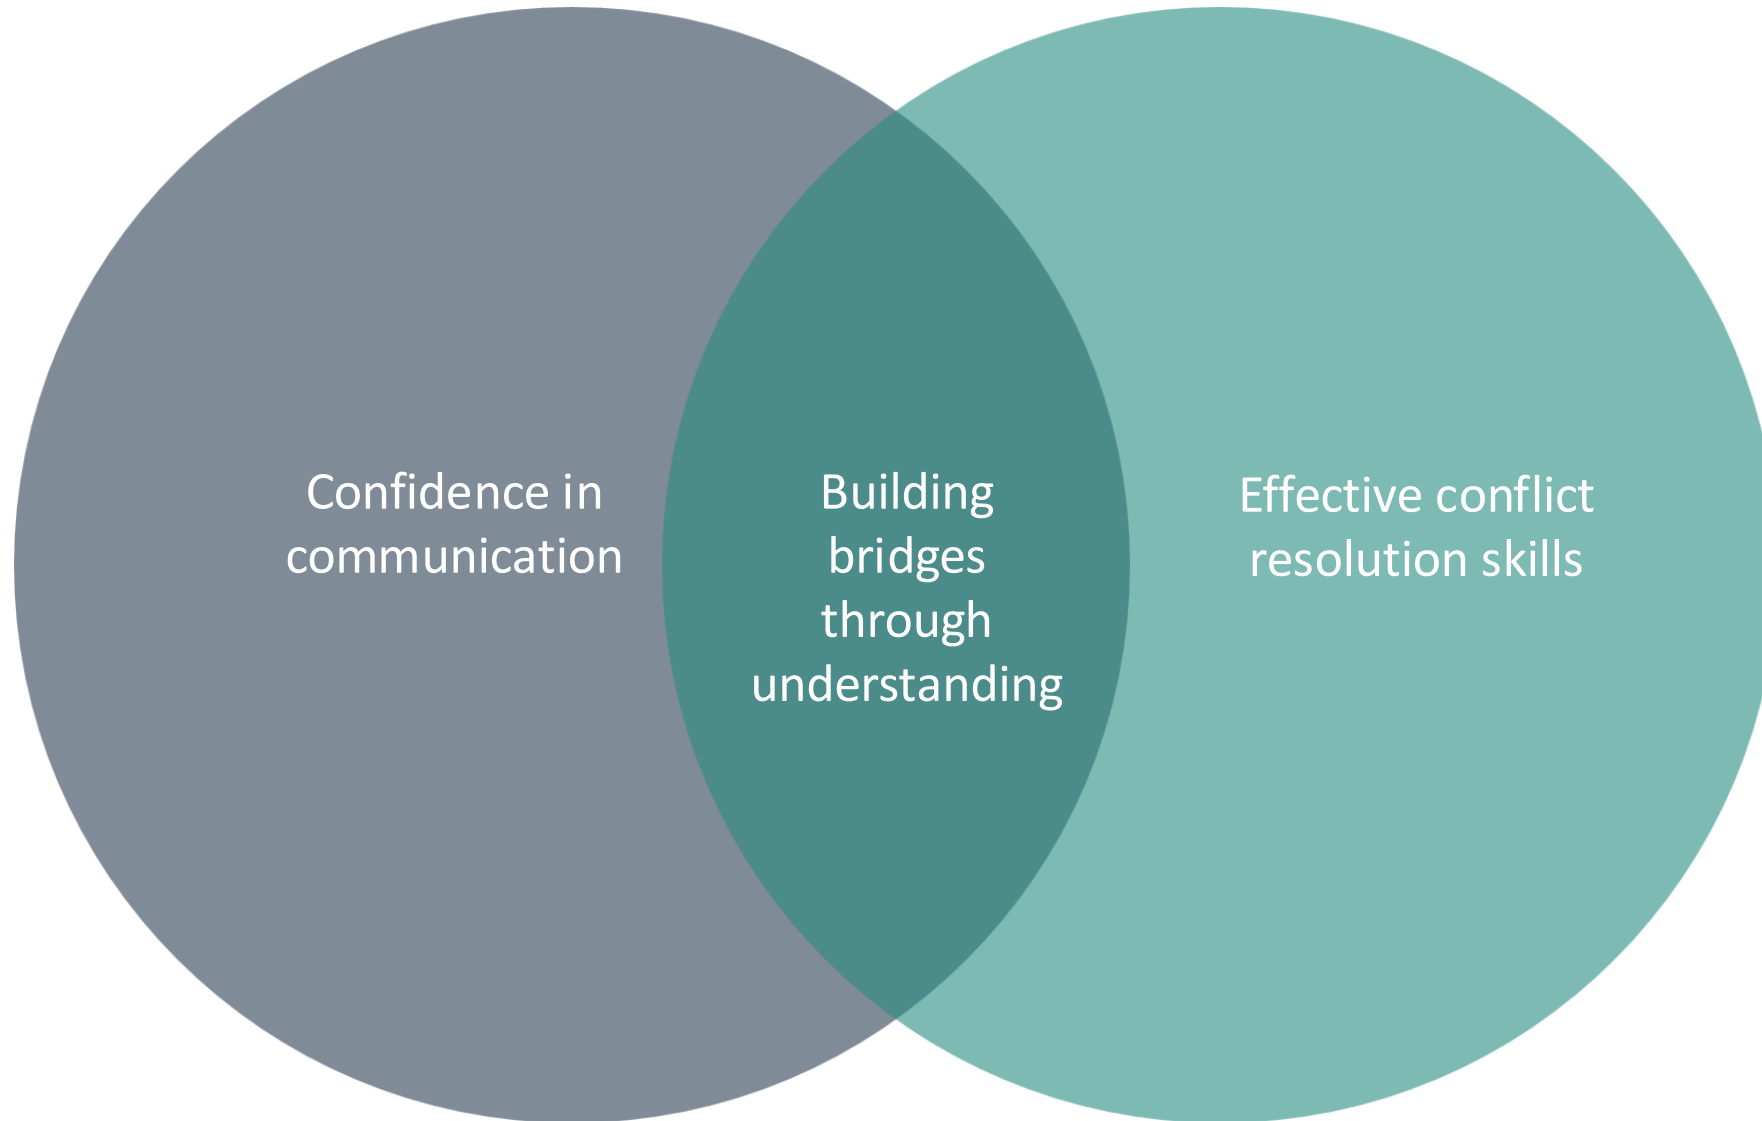 Confidence in
communication
Building
bridges
through
understanding
Effective conflict
resolution skills